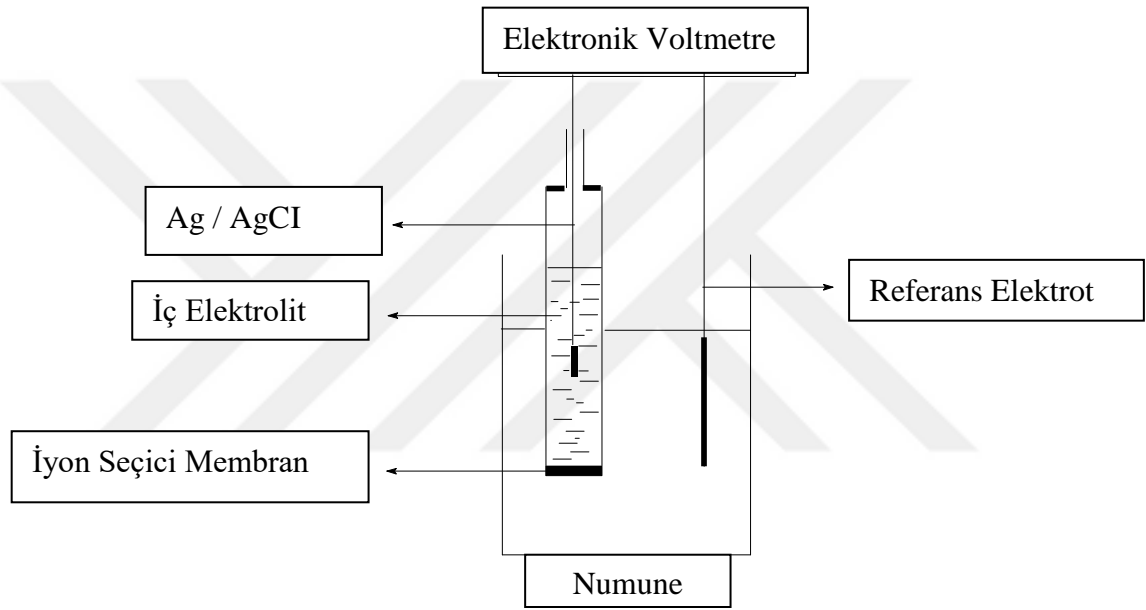 Elektronik Voltmetre
Ag / AgCI
İç Elektrolit
Referans Elektrot
İyon Seçici Membran
Numune